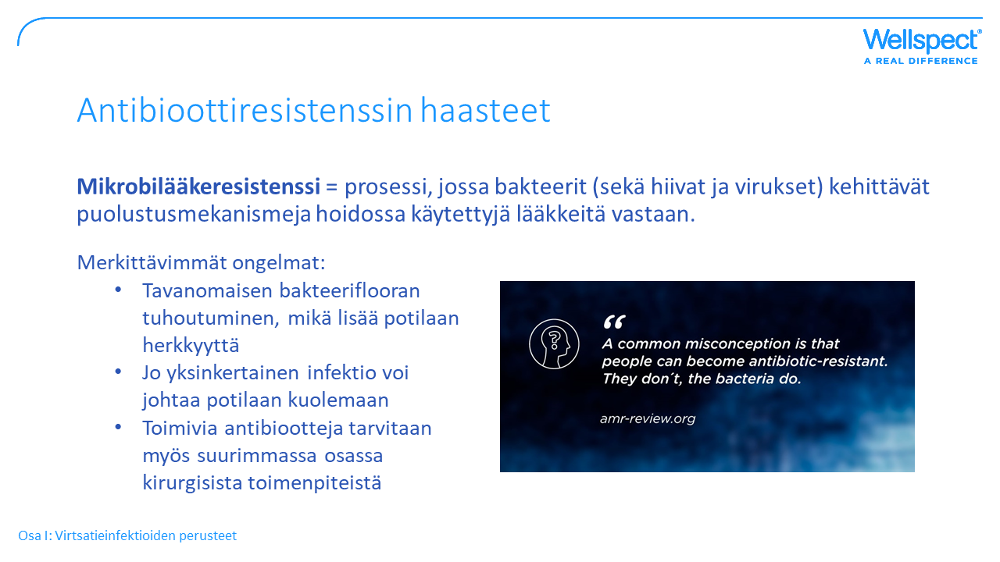 Wellspect®
A REAL DIFFERENCE
Antibioottiresistenssin haasteet
Mikrobilääkeresistenssi = prosessi, jossa bakteerit (sekä hiivat ja virukset) kehittävät
puolustusmekanismeja hoidossa käytettyjä lääkkeitä vastaan.
Merkittävimmät ongelmat:
• Tavanomaisen bakteeriflooran
tuhoutuminen, mikä lisää potilaan
herkkyyttä
• Jo yksinkertainen infektio voi
johtaa potilaan kuolemaan
• Toimivia antibiootteja tarvitaan
myös suurimmassa osassa
kirurgisista toimenpiteistä
“
?
A common misconception is that
people can become antibiotic-resistant.
They don´t, the bacteria do.
amr-review.org
Osa I: Virtsatieinfektioiden perusteet